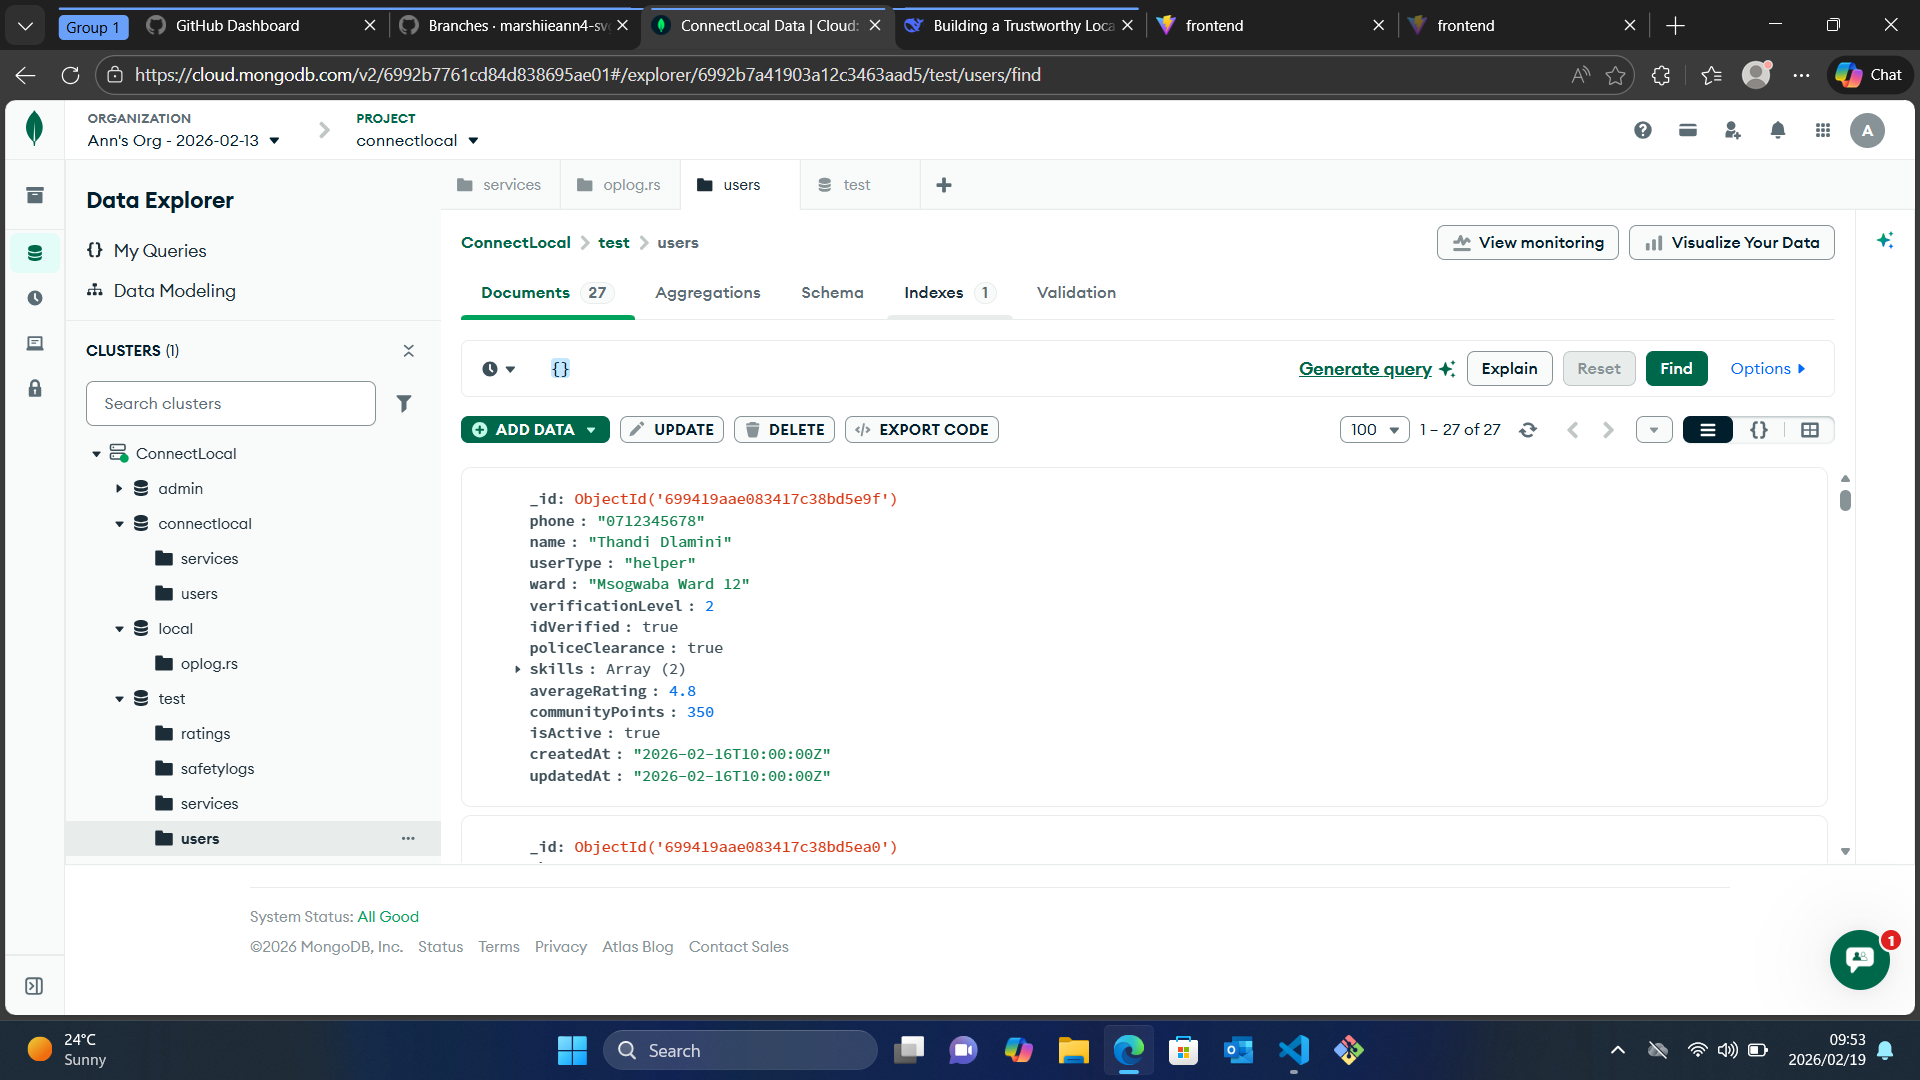 Group 1
GitHub Dashboard
Branches · marshiieann4-sv
ConnectLocal Data | Cloud:
Building a Trustworthy Loca
frontend
frontend
https://cloud.mongodb.com/v2/6992b7761cd84d838695ae01#/explorer/6992b7a41903a12c3463aad5/test/users/find
Chat
ORGANIZATION
Ann's Org - 2026-02-13
PROJECT
connectlocal
A
Data Explorer
{} My Queries
Data Modeling
CLUSTERS (1)
Search clusters
ConnectLocal
admin
connectlocal
services
users
local
oplog.rs
test
ratings
safetylogs
services
users
services
oplog.rs
users
test
ConnectLocal > test > users
View monitoring
Visualize Your Data
Documents 27
Aggregations
Schema
Indexes 1
Validation
{}
Generate query
Explain
Reset
Find
Options
ADD DATA
UPDATE
DELETE
EXPORT CODE
100
1 – 27 of 27
{}
_id: ObjectId('699419aae083417c38bd5e9f')
phone : "0712345678"
name : "Thandi Dlamini"
userType : "helper"
ward : "Msogwaba Ward 12"
verificationLevel : 2
idVerified : true
policeClearance : true
skills : Array (2)
averageRating : 4.8
communityPoints : 350
isActive : true
createdAt : "2026-02-16T10:00:00Z"
updatedAt : "2026-02-16T10:00:00Z"
_id: ObjectId('699419aae083417c38bd5ea0')
System Status: All Good
©2026 MongoDB, Inc. Status Terms Privacy Atlas Blog Contact Sales
1
24°C
Sunny
Search
09:53
2026/02/19